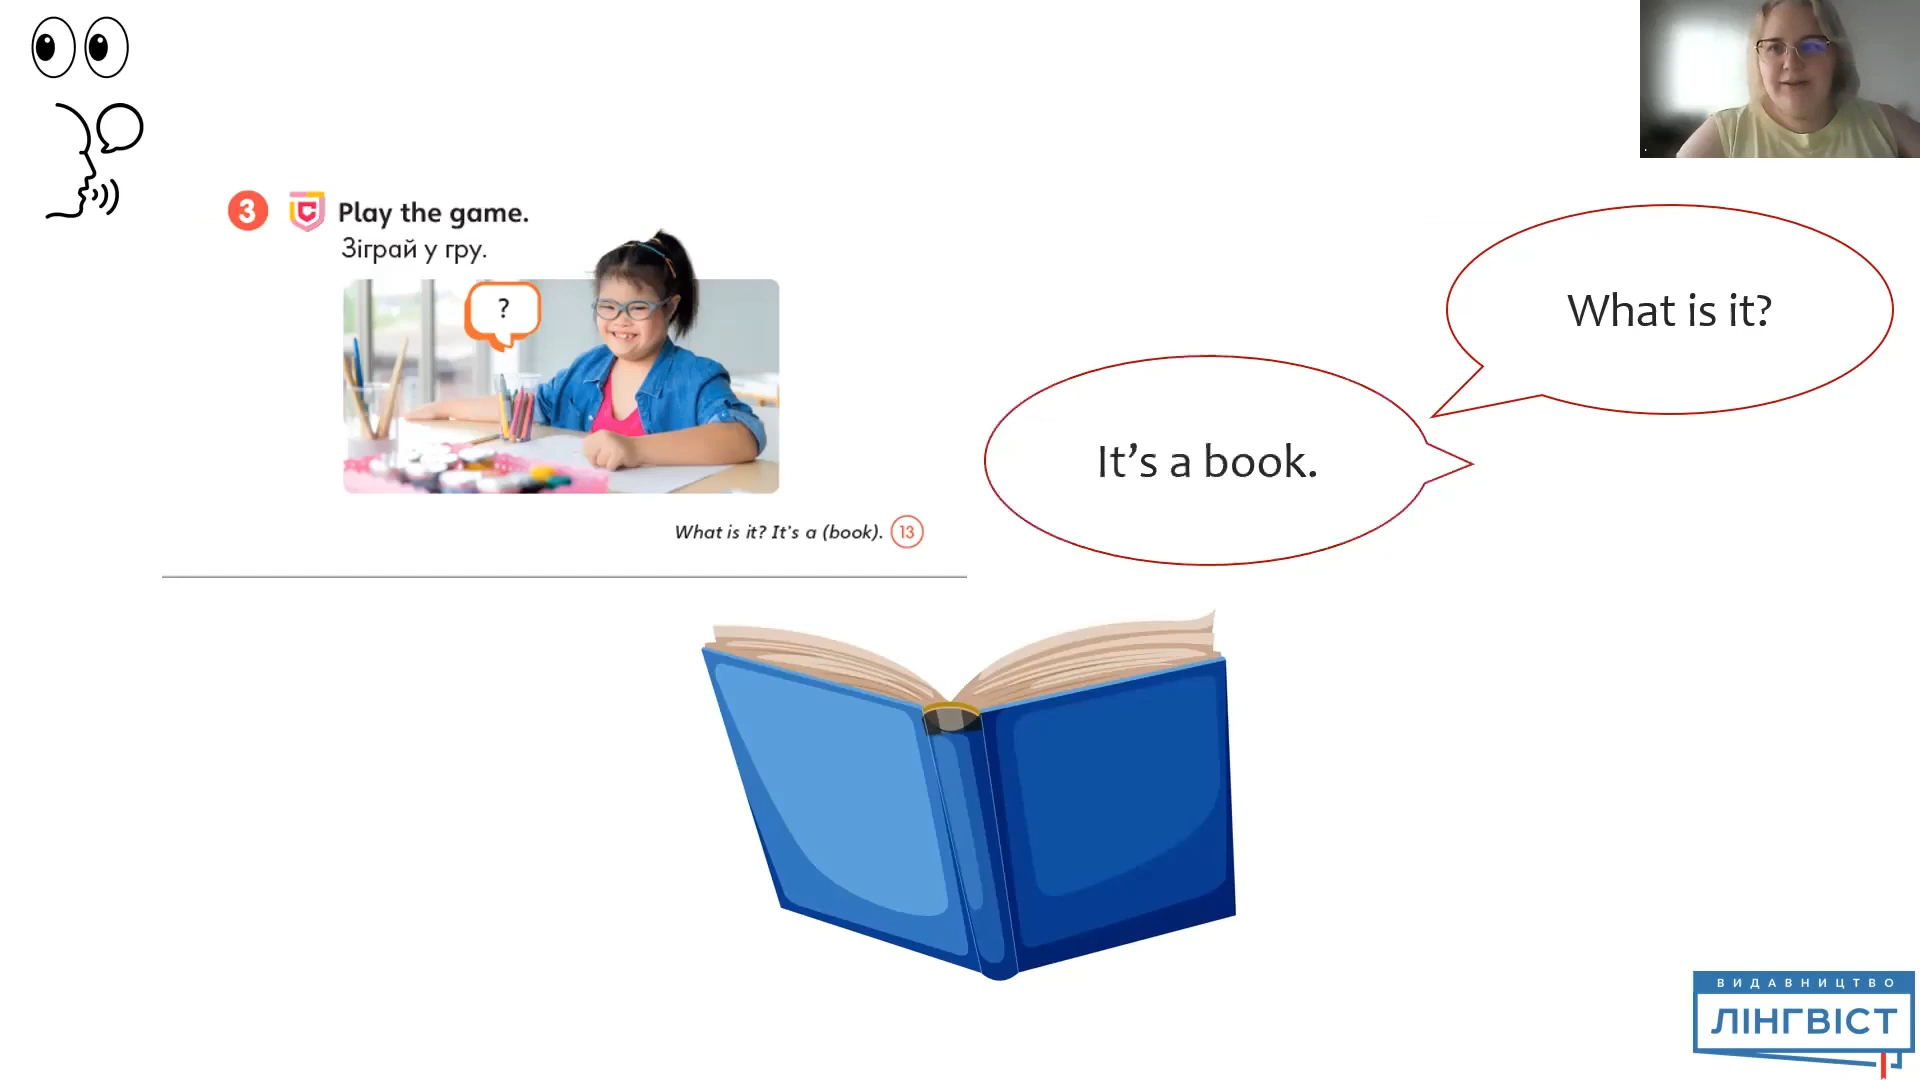 3 Play the game.
Зіграй у гру.
?
What is it? It's a (book). 13
What is it?
It’s a book.
ВИДАВНИЦТВО
ЛІНГВІСТ